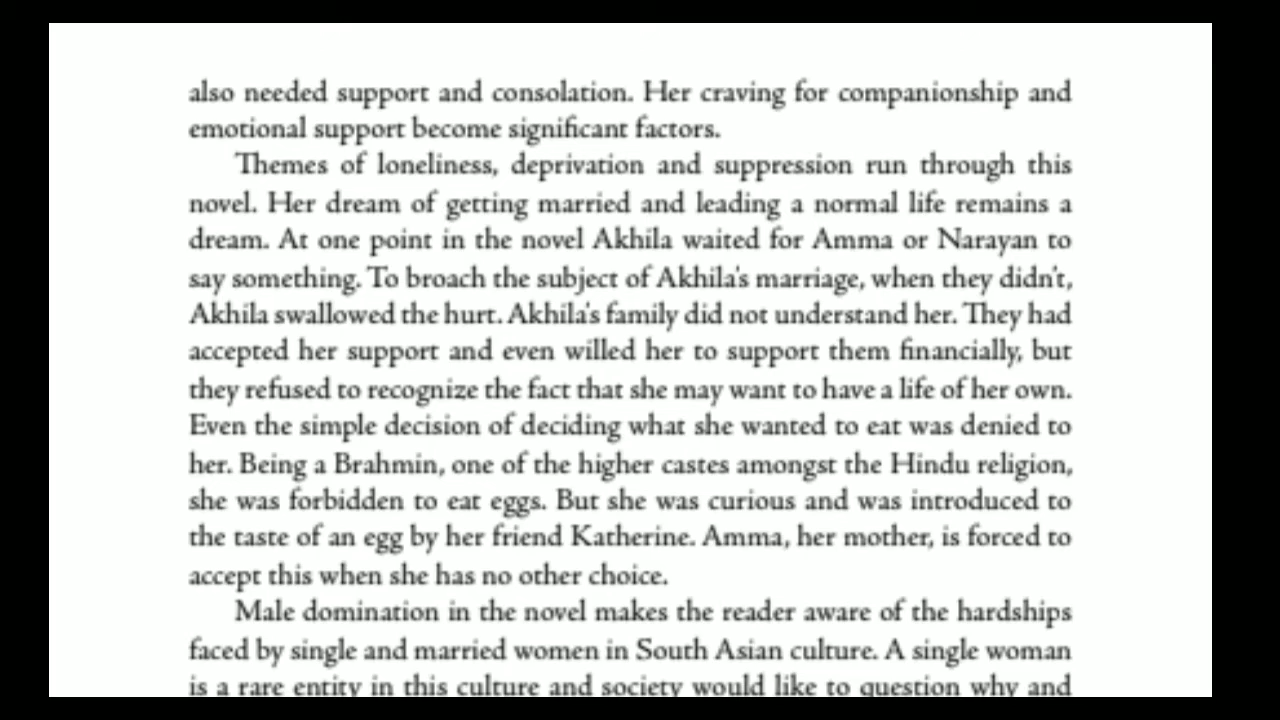 also needed support and consolation. Her craving for companionship and
emotional support become significant factors.
Themes of loneliness, deprivation and suppression run through this
novel. Her dream of getting married and leading a normal life remains a
dream. At one point in the novel Akhila waited for Amma or Narayan to
say something. To broach the subject of Akhila's marriage, when they didn't,
Akhila swallowed the hurt. Akhila's family did not understand her. They had
accepted her support and even willed her to support them financially, but
they refused to recognize the fact that she may want to have a life of her own.
Even the simple decision of deciding what she wanted to eat was denied to
her. Being a Brahmin, one of the higher castes amongst the Hindu religion,
she was forbidden to eat eggs. But she was curious and was introduced to
the taste of an egg by her friend Katherine. Amma, her mother, is forced to
accept this when she has no other choice.
Male domination in the novel makes the reader aware of the hardships
faced by single and married women in South Asian culture. A single woman
is a rare entity in this culture and society would like to question why and